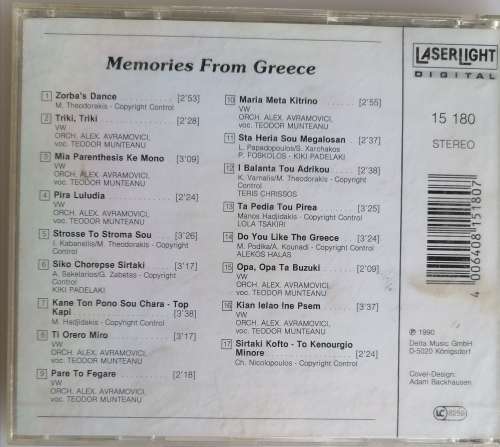 Memories From Greece
1 Zorba's Dance [2'53]
M. Theodorakis - Copyright Control
2 Triki, Triki [2'28]
VW
ORCH. ALEX. AVRAMOVICI,
voc. TEODOR MUNTEANU
3 Mia Parenthesis Ke Mono [3'09]
VW
ORCH. ALEX. AVRAMOVICI,
voc. TEODOR MUNTEANU
4 Pira Luludia [2'24]
VW
ORCH. ALEX. AVRAMOVICI,
voc. TEODOR MUNTEANU
5 Strosse To Stroma Sou [3'26]
I. Kabanellis/M. Theodorakis - Copyright
Control
6 Siko Chorepse Sirtaki [3'17]
A. Sakelarios/G. Zabetas - Copyright
Control
KIKI PADELAKI
7 Kane Ton Pono Sou Chara - Top
Kapi [3'38]
M. Hadjidakis - Copyright Control
8 Ti Orero Miro [3'17]
VW
ORCH. ALEX. AVRAMOVICI,
voc. TEODOR MUNTEANU
9 Pare To Fegare [2'18]
VW
ORCH. ALEX. AVRAMOVICI,
voc. TEODOR MUNTEANU
10 Maria Meta Kitrino [2'55]
VW
ORCH. ALEX. AVRAMOVICI,
voc. TEODOR MUNTEANU
11 Sta Heria Sou Megalosan [2'37]
L. Papadopoulos/S. Xarchakos
P. FOSKOLOS - KIKI PADELAKI
12 I Balanta Tou Adrikou [2'38]
K. Varnalis/M. Theodorakis - Copyright
Control
TERIS CHRISSOS
13 Ta Pedia Tou Pirea [3'25]
Manos Hadjidakis - Copyright Control
LOLA TSAKIRI
14 Do You Like The Greece [3'24]
M. Podika/A. Kounadi - Copyright Control
ALEKOS HALAS
15 Opa, Opa Ta Buzuki [2'09]
VW
ORCH. ALEX. AVRAMOVICI,
voc. TEODOR MUNTEANU
16 Kian Ielao !ne Psem [3'37]
VW
ORCH. ALEX. AVRAMOVICI,
voc. TEODOR MUNTEANU
17 Sirtaki Kofto - To Kenourgio
Minore [2'24]
Ch. Nicolopoulos - Copyright Control
LASERLIGHT
DIGITAL
15 180
STEREO
4 006408 151807
℗ 1990
Delta Music GmbH
D-5020 Königsdorf
Cover-Design:
Adam Backhausen
LC 8259